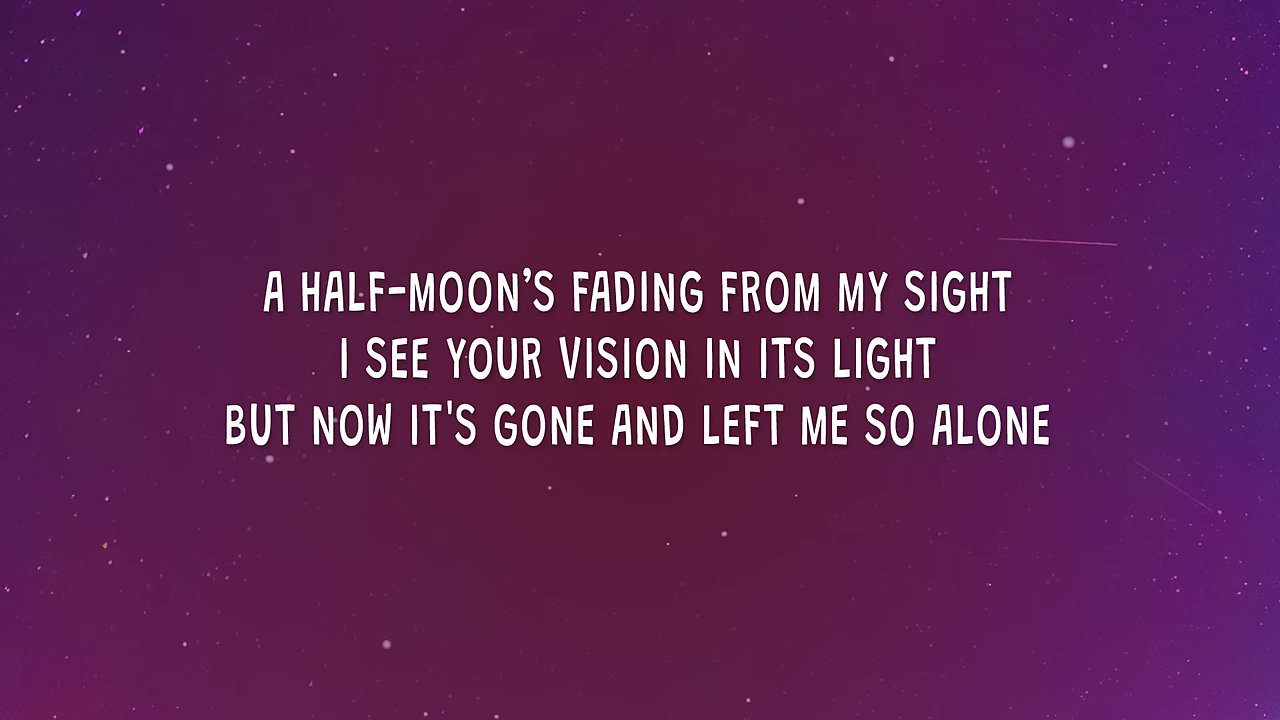 A HALF-MOON’S FADING FROM MY SIGHT
I SEE YOUR VISION IN ITS LIGHT
BUT NOW IT'S GONE AND LEFT ME SO ALONE